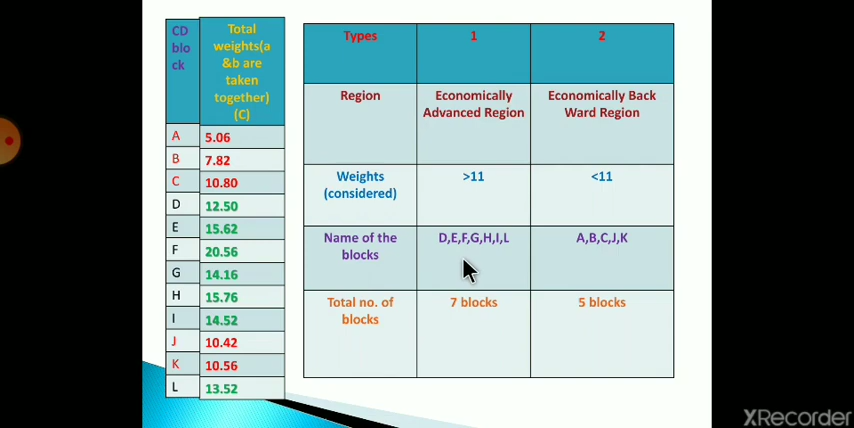 CD
blo
ck
Total
weights(a
&b are
taken
together)
(C)
A 5.06
B 7.82
C 10.80
D 12.50
E 15.62
F 20.56
G 14.16
H 15.76
I 14.52
J 10.42
K 10.56
L 13.52
Types 1 2
Region Economically Economically Back
Advanced Region Ward Region
Weights >11 <11
(considered)
Name of the D,E,F,G,H,I,L A,B,C,J,K
blocks
Total no. of 7 blocks 5 blocks
blocks
XRecorder